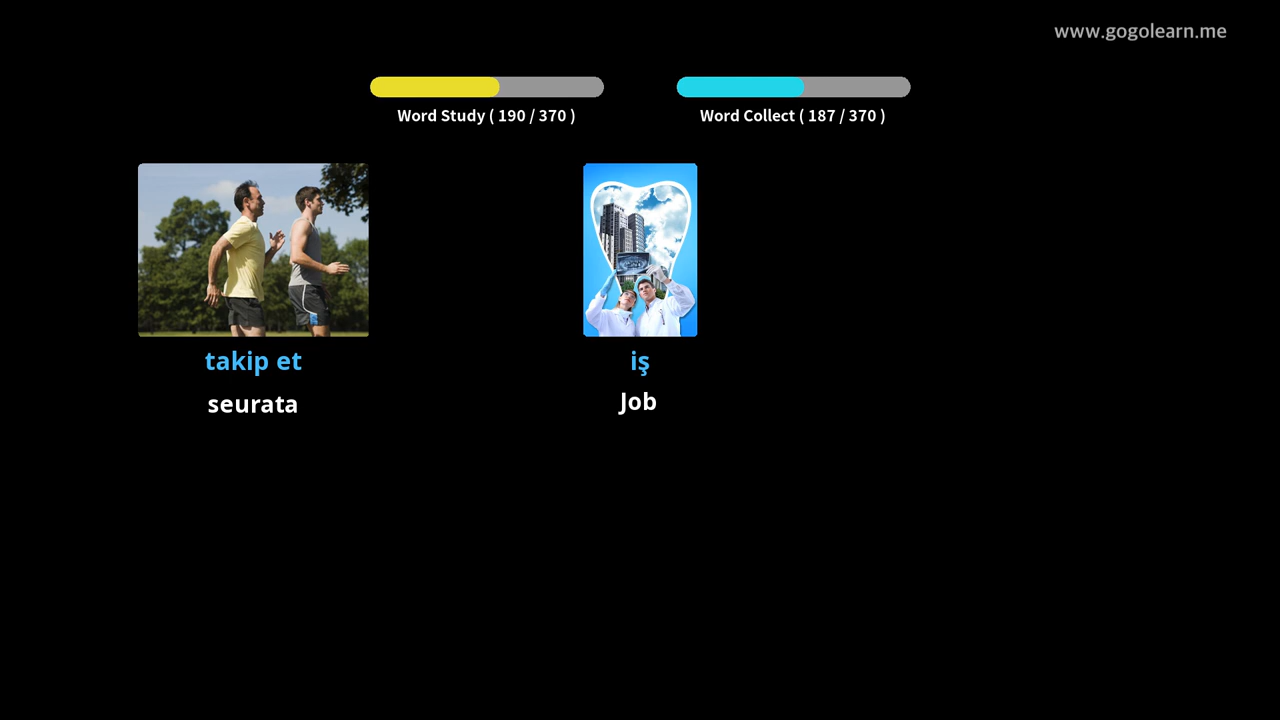 www.gogolearn.me
Word Study ( 190 / 370 )
Word Collect ( 187 / 370 )
takip et
seurata
iş
Job